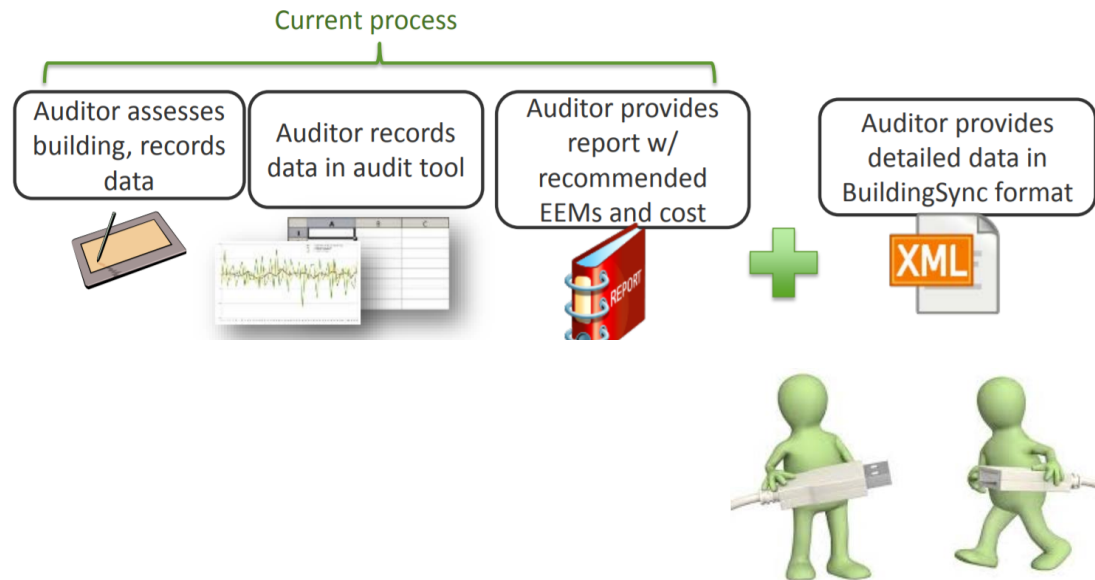 Current process
Auditor assesses
building, records
data
Auditor records
data in audit tool
Auditor provides
report w/
recommended
EEMs and cost
Auditor provides
detailed data in
BuildingSync format
A B C
1
REPORT
XML